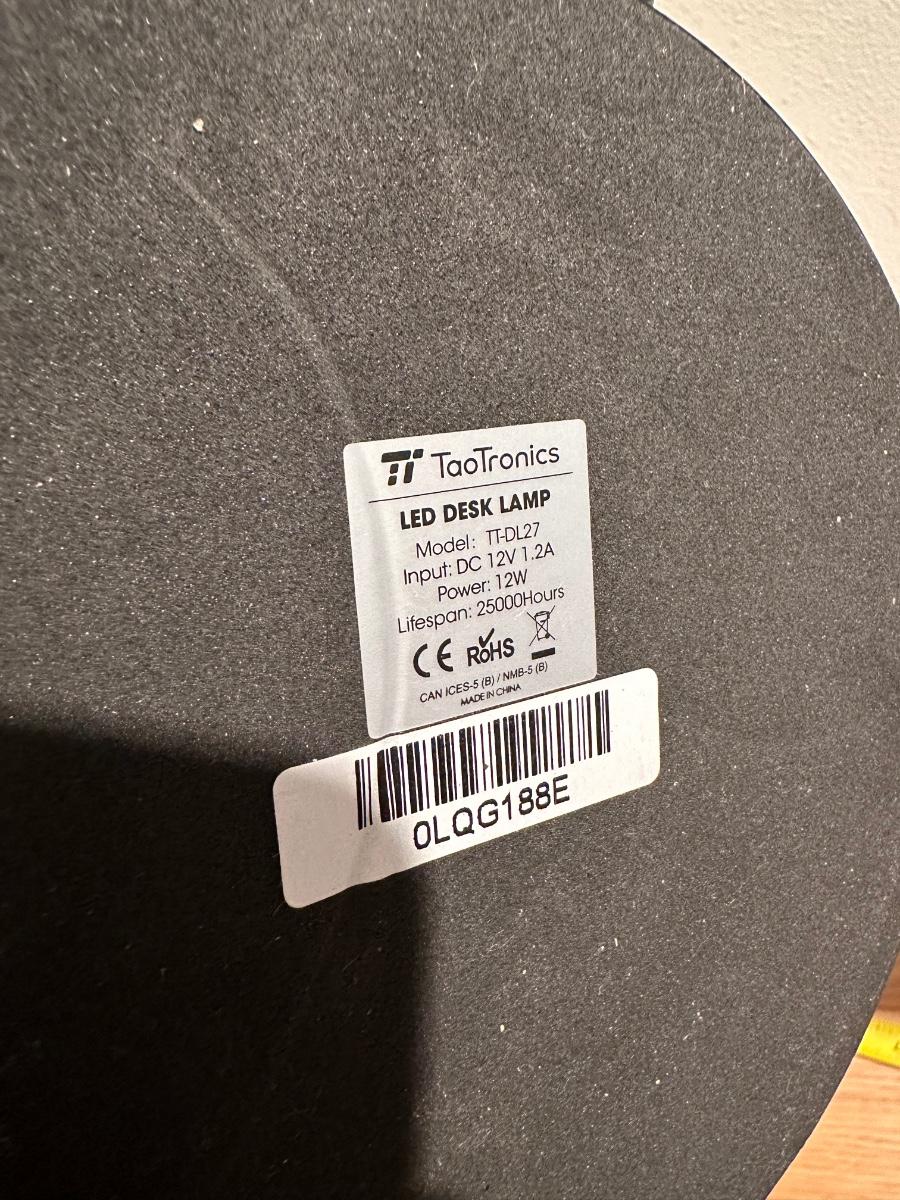 TaoTronics
LED DESK LAMP
Model: TT-DL27
Input: DC 12V 1.2A
Power: 12W
Lifespan: 25000Hours
CE RoHS
CAN ICES-5 (B) / NMB-5 (B)
MADE IN CHINA
0LQG188E